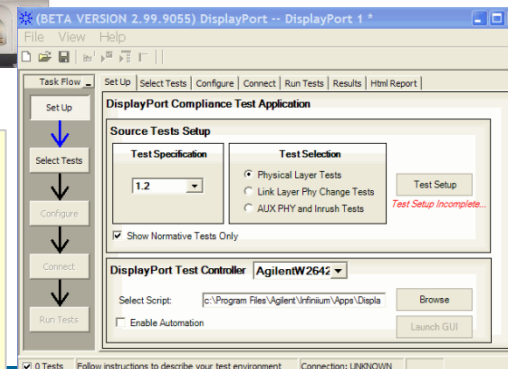 (BETA VERSION 2.99.9055) DisplayPort -- DisplayPort 1 *
File View Help
Task Flow
Set Up Select Tests Configure Connect Run Tests Results Html Report
Set Up
Select Tests
Configure
Connect
Run Tests
DisplayPort Compliance Test Application
Source Tests Setup
Test Specification
1.2
Test Selection
Physical Layer Tests
Link Layer Phy Change Tests
AUX PHY and Inrush Tests
Test Setup
Test Setup Incomplete...
Show Normative Tests Only
DisplayPort Test Controller AgilentW2642
Select Script: c:\Program Files\Agilent\Infiniium\Apps\Displa Browse
Enable Automation Launch GUI
0 Tests Follow instructions to describe your test environment Connection: UNKNOWN